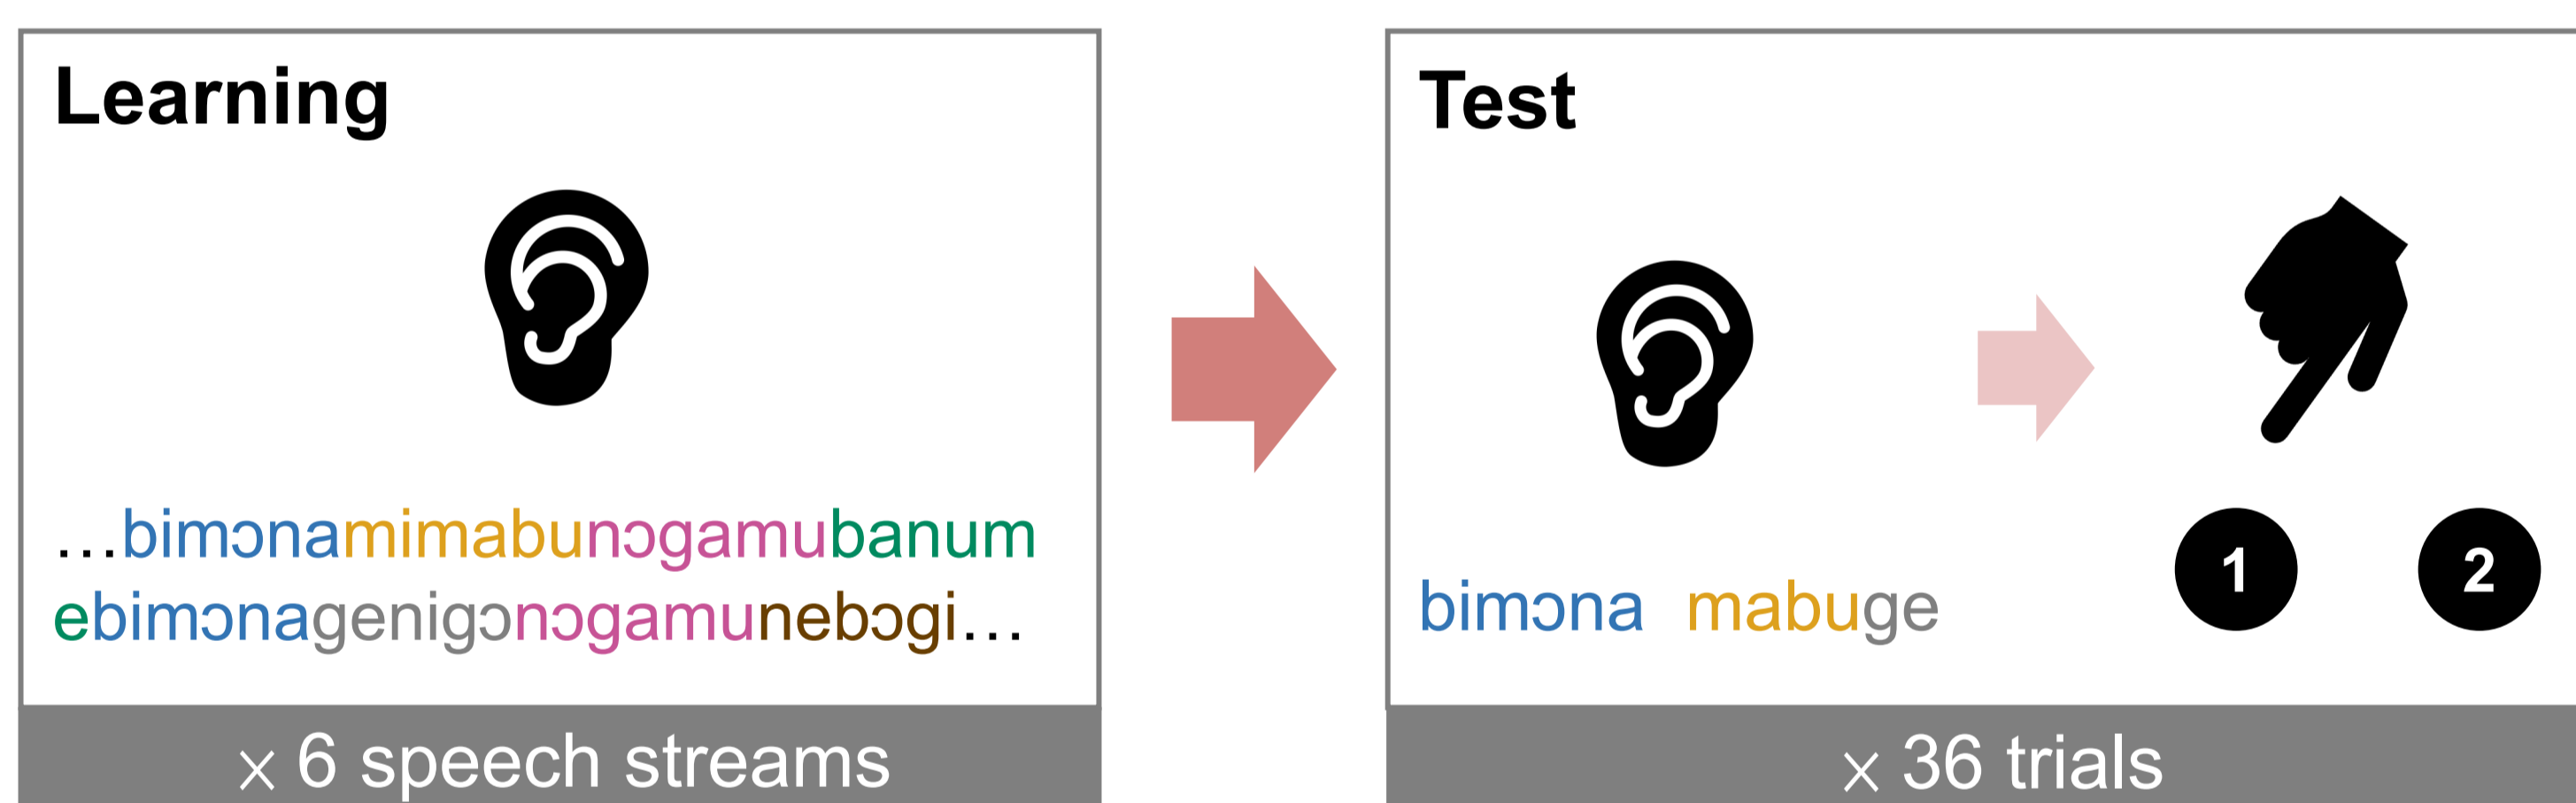 Learning
…bimɔnamimabunɔgamubanum
ebimɔnagenigɔnɔgamunebɔgi…
× 6 speech streams
Test
bimɔna mabuge
1 2
× 36 trials